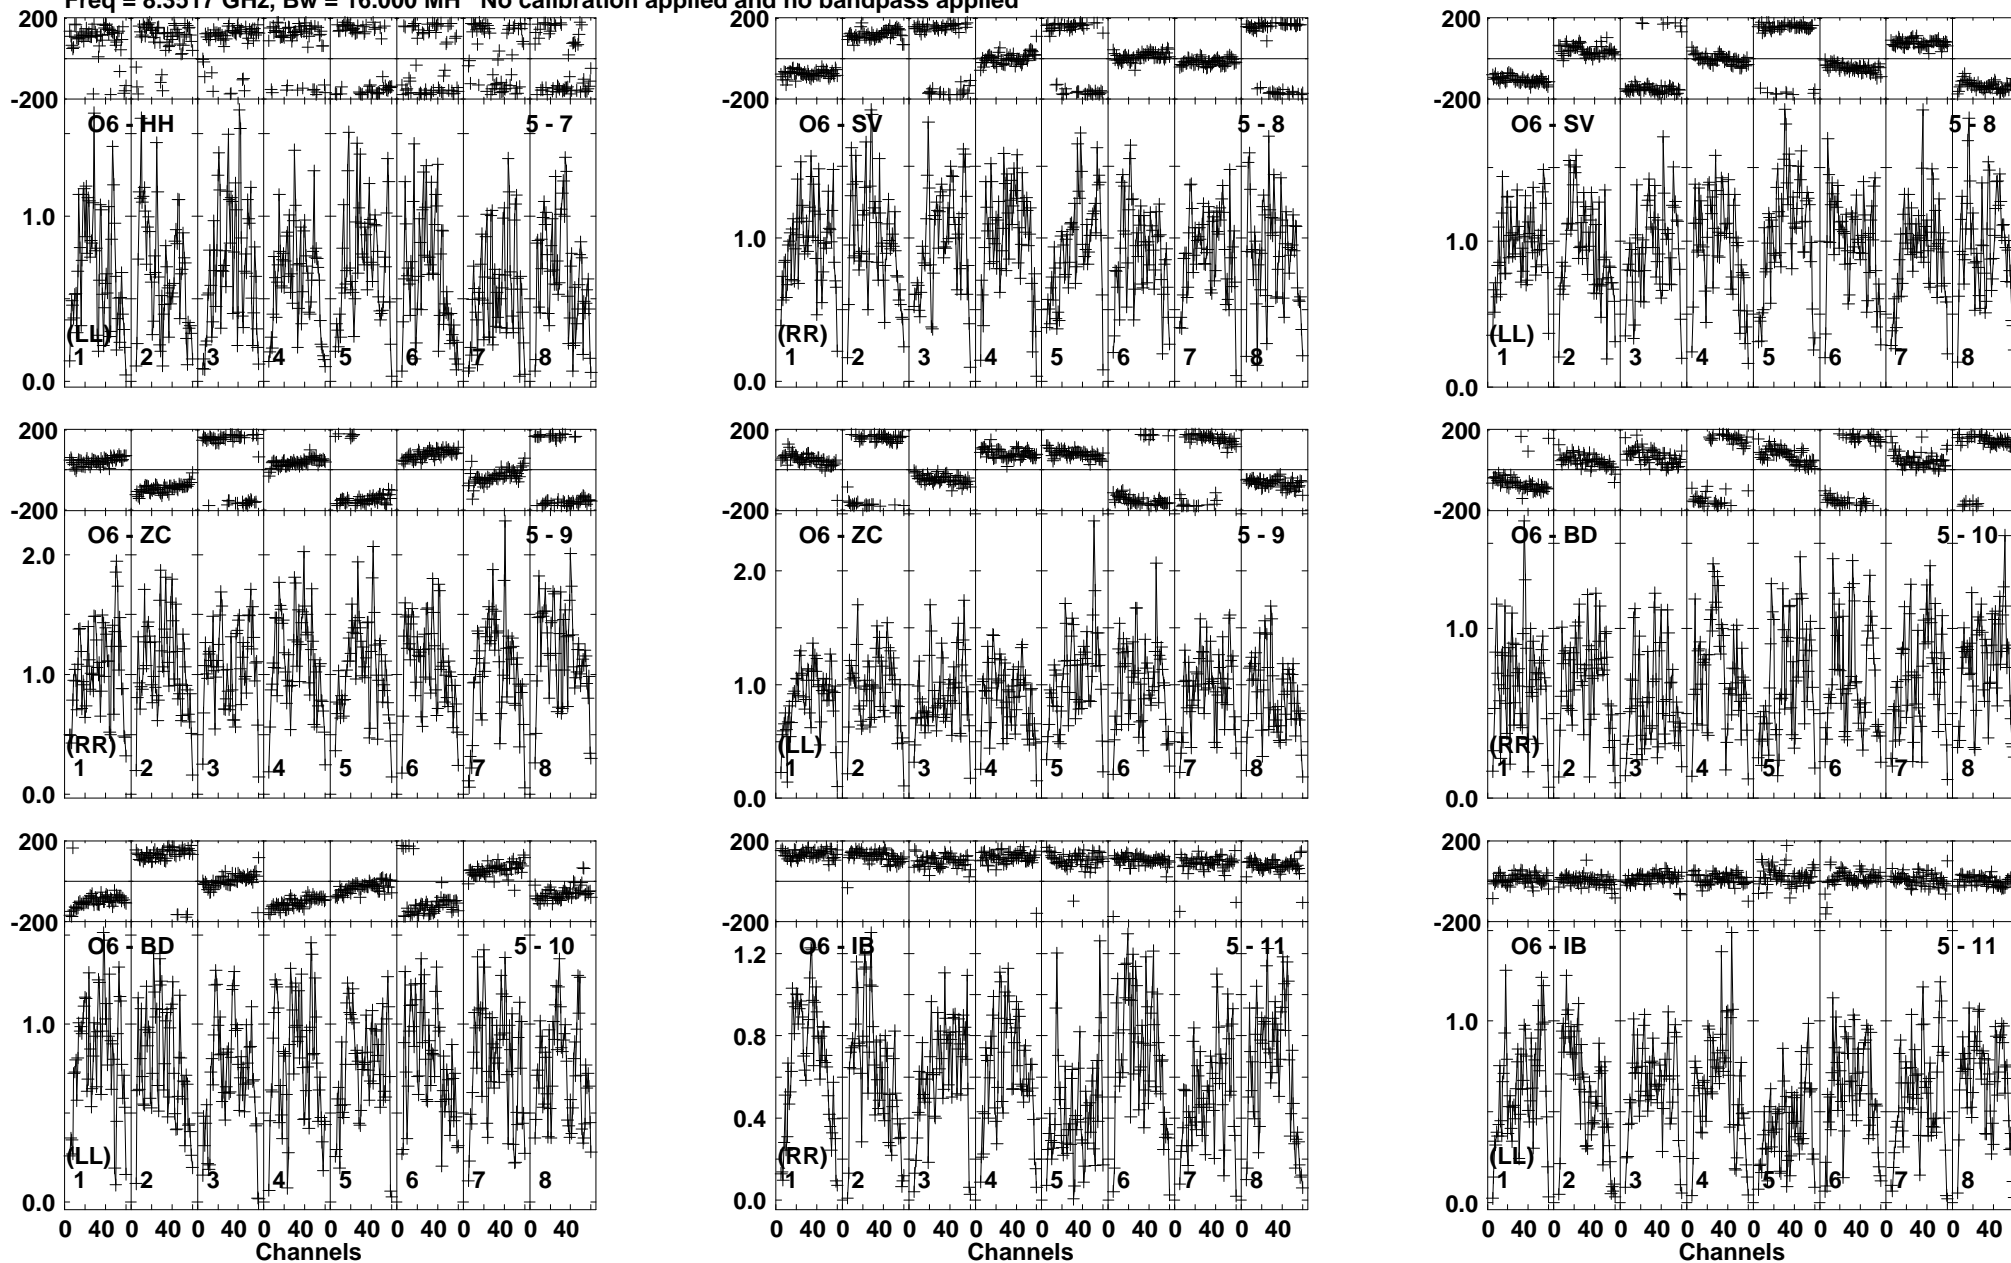 Freq = 8.3517 GHz, Bw = 16.000 MH No calibration applied and no bandpass applied
200 200 200
-200 -200 -200
O6 - HH 5 - 7 O6 - SV 5 - 8 O6 - SV 5 - 8
1.0 1.0 1.0
(LL) (RR) (LL)
1 2 3 4 5 6 7 8 1 2 3 4 5 6 7 8 1 2 3 4 5 6 7 8
0.0 0.0 0.0
200 200 200
-200 -200 -200
O6 - ZC 5 - 9 O6 - ZC 5 - 9 O6 - BD 5 - 10
2.0 2.0
1.0 1.0 1.0
(RR) (LL) (RR)
1 2 3 4 5 6 7 8 1 2 3 4 5 6 7 8 1 2 3 4 5 6 7 8
0.0 0.0 0.0
200 200 200
-200 -200 -200
O6 - BD 5 - 10 O6 - IB 5 - 11 O6 - IB 5 - 11
1.2
1.0 0.8 1.0
0.4
(LL) (RR) (LL)
1 2 3 4 5 6 7 8 1 2 3 4 5 6 7 8 1 2 3 4 5 6 7 8
0.0 0.0 0.0
0 40 0 40 0 40 0 40 0 40 0 40 0 40 0 40 0 40 0 40 0 40 0 40 0 40 0 40 0 40 0 40 0 40 0 40 0 40 0 40 0 40 0 40 0 40 0 40
Channels Channels Channels